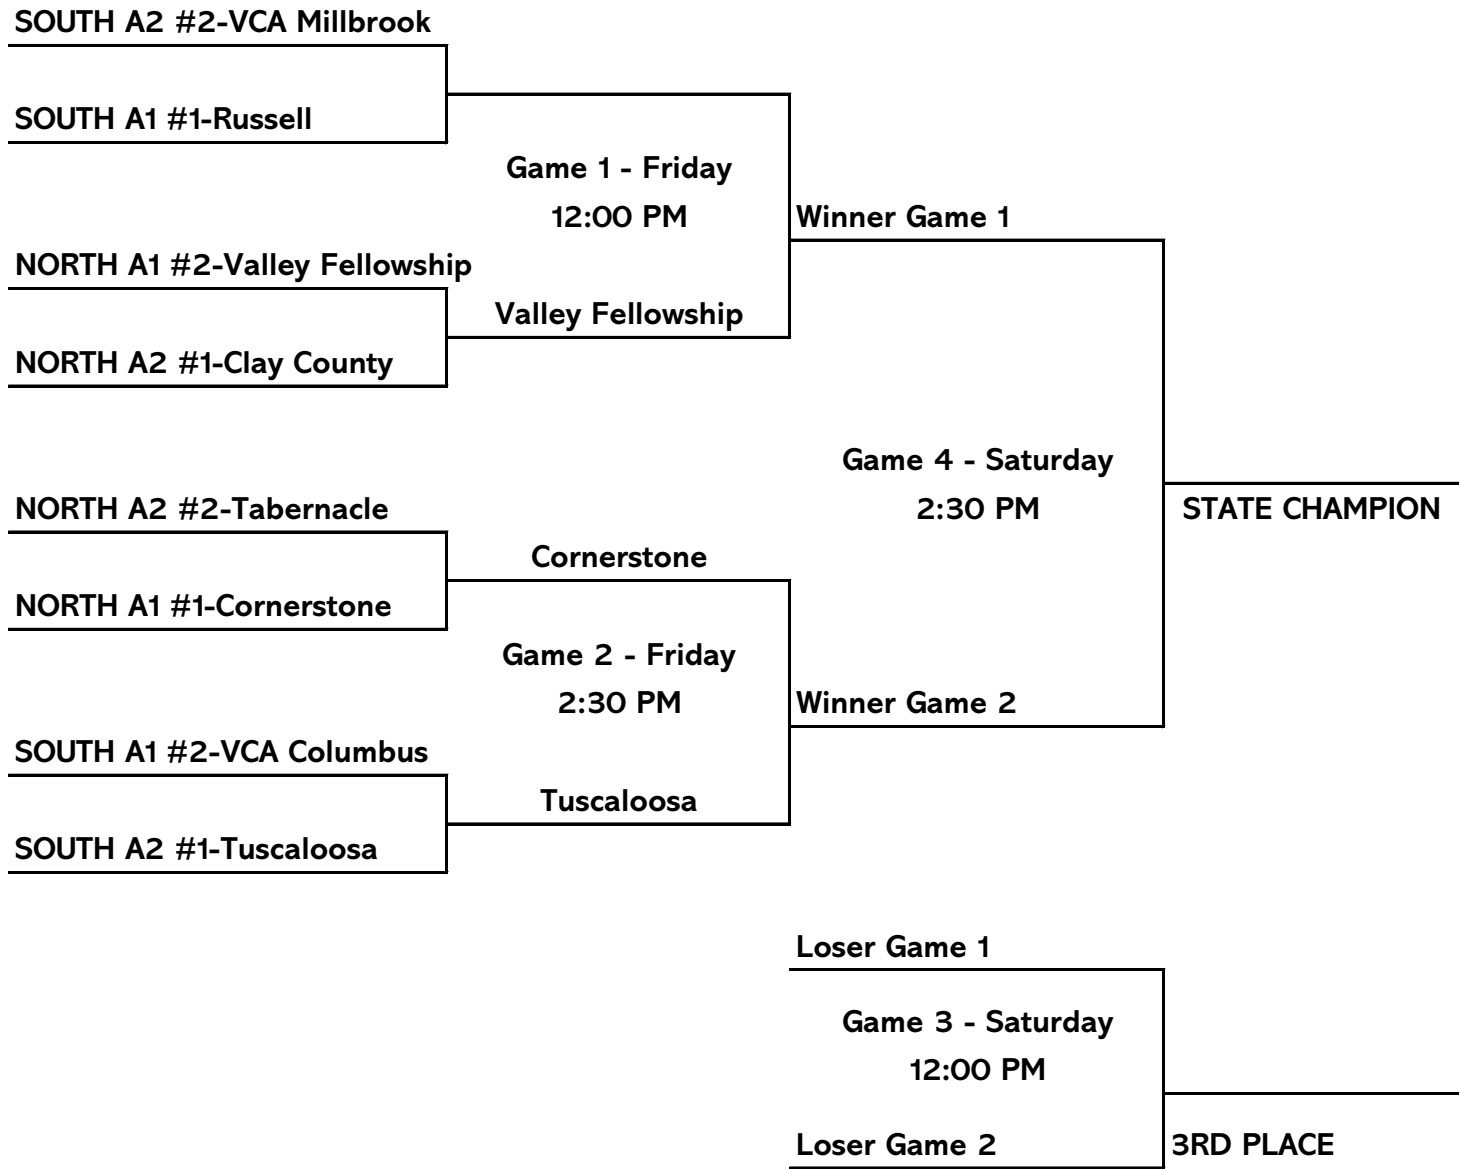 SOUTH A2 #2-VCA Millbrook
SOUTH A1 #1-Russell
Game 1 - Friday
12:00 PM
Winner Game 1
NORTH A1 #2-Valley Fellowship
Valley Fellowship
NORTH A2 #1-Clay County
Game 4 - Saturday
2:30 PM
STATE CHAMPION
NORTH A2 #2-Tabernacle
Cornerstone
NORTH A1 #1-Cornerstone
Game 2 - Friday
2:30 PM
Winner Game 2
SOUTH A1 #2-VCA Columbus
Tuscaloosa
SOUTH A2 #1-Tuscaloosa
Loser Game 1
Game 3 - Saturday
12:00 PM
Loser Game 2
3RD PLACE